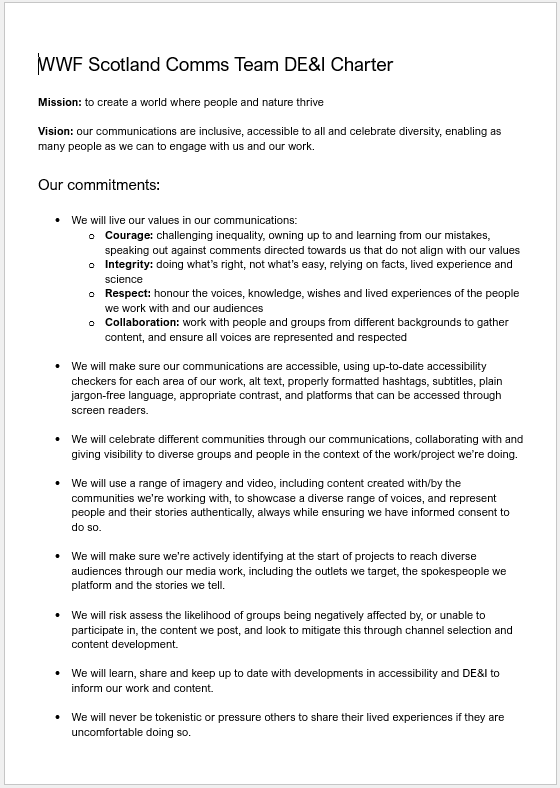 WWF Scotland Comms Team DE&I Charter
Mission: to create a world where people and nature thrive
Vision: our communications are inclusive, accessible to all and celebrate diversity, enabling as
many people as we can to engage with us and our work.
Our commitments:
• We will live our values in our communications:
o Courage: challenging inequality, owning up to and learning from our mistakes,
speaking out against comments directed towards us that do not align with our values
o Integrity: doing what's right, not what's easy, relying on facts, lived experience and
science
o Respect: honour the voices, knowledge, wishes and lived experiences of the people
we work with and our audiences
o Collaboration: work with people and groups from different backgrounds to gather
content, and ensure all voices are represented and respected
• We will make sure our communications are accessible, using up-to-date accessibility
checkers for each area of our work, alt text, properly formatted hashtags, subtitles, plain
jargon-free language, appropriate contrast, and platforms that can be accessed through
screen readers.
• We will celebrate different communities through our communications, collaborating with and
giving visibility to diverse groups and people in the context of the work/project we're doing.
• We will use a range of imagery and video, including content created with/by the
communities we're working with, to showcase a diverse range of voices, and represent
people and their stories authentically, always while ensuring we have informed consent to
do so.
• We will make sure we're actively identifying at the start of projects to reach diverse
audiences through our media work, including the outlets we target, the spokespeople we
platform and the stories we tell.
• We will risk assess the likelihood of groups being negatively affected by, or unable to
participate in, the content we post, and look to mitigate this through channel selection and
content development.
• We will learn, share and keep up to date with developments in accessibility and DE&I to
inform our work and content.
• We will never be tokenistic or pressure others to share their lived experiences if they are
uncomfortable doing so.